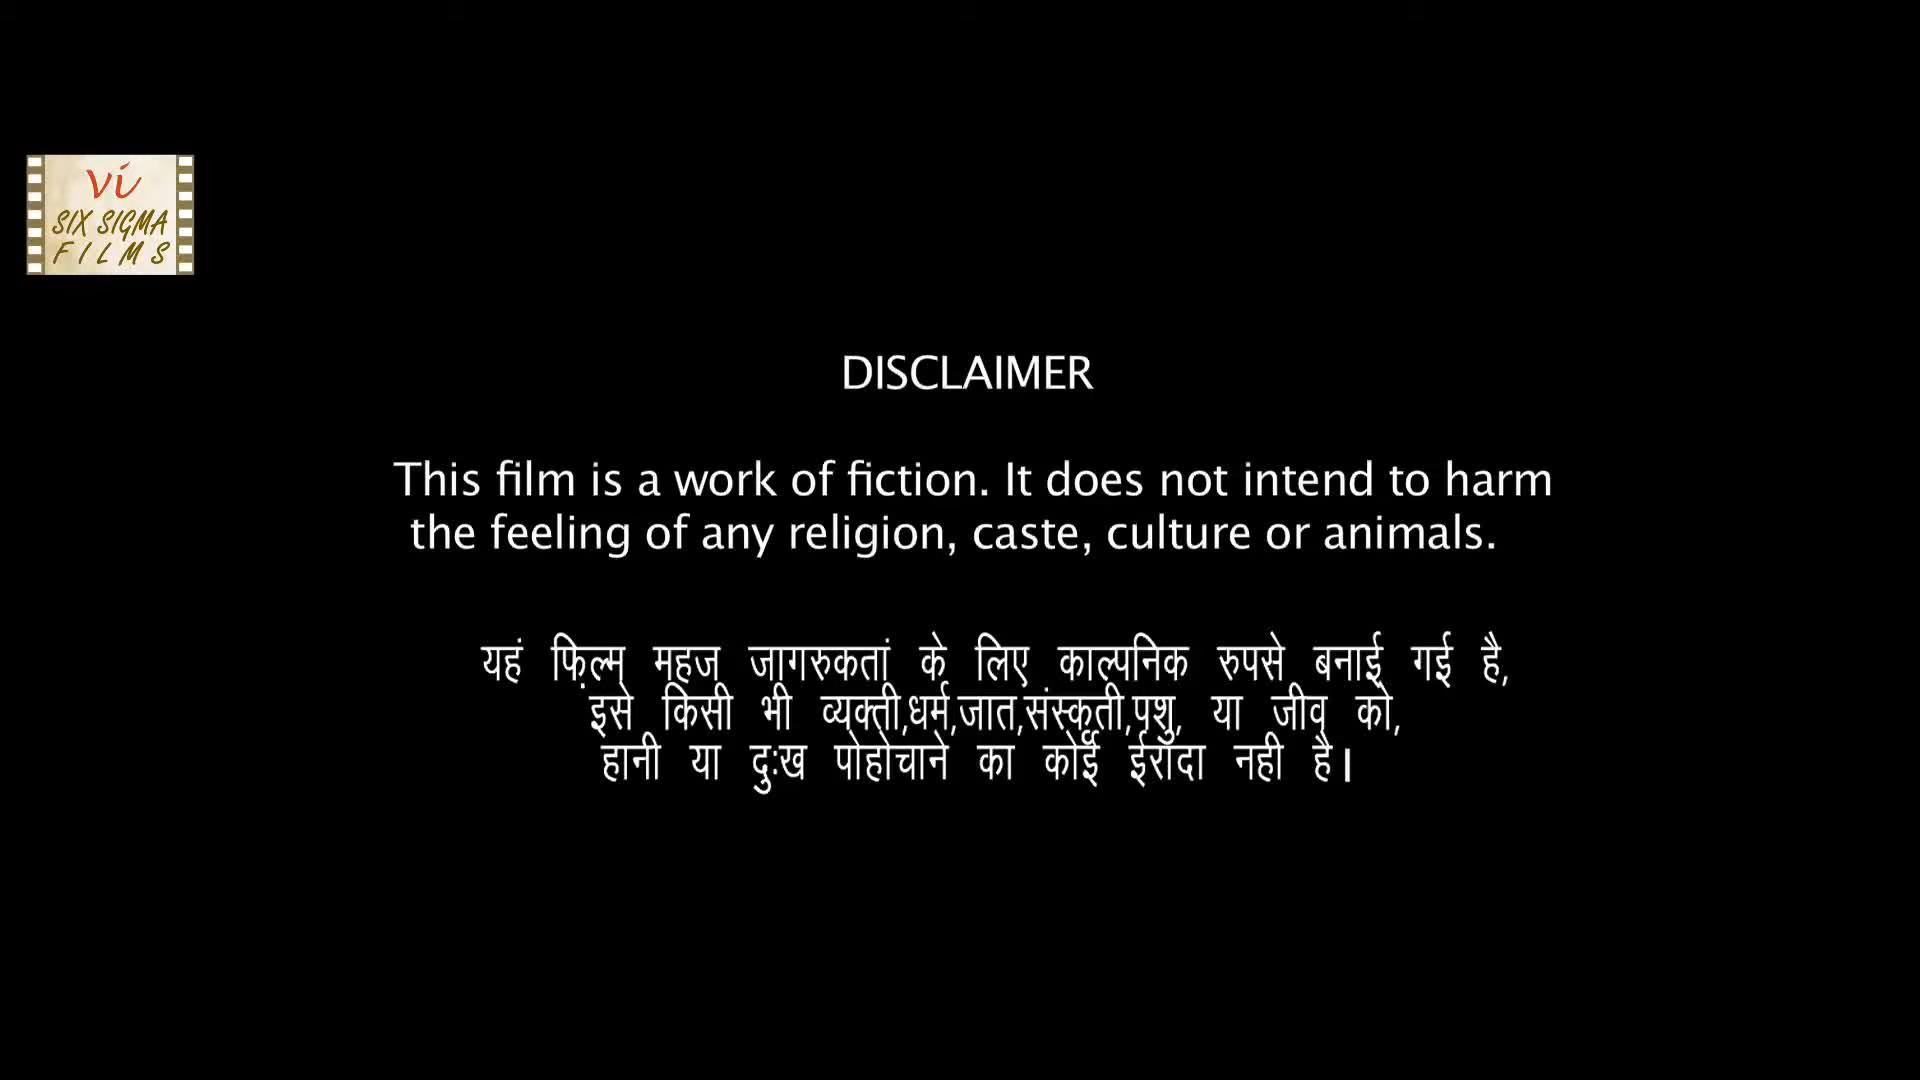 vi
SIX SIGMA
FILMS
DISCLAIMER
This film is a work of fiction. It does not intend to harm
the feeling of any religion, caste, culture or animals.
यहं फि़ल्म महज जागरुकतां के लिए काल्पनिक रुपसे बनाई गई है,
इसे किसी भी व्यक्ती,धर्म,जात,संस्कृती,पशु, या जीव को,
हानी या दुःख पोहोचाने का कोई ईरादा नही है।